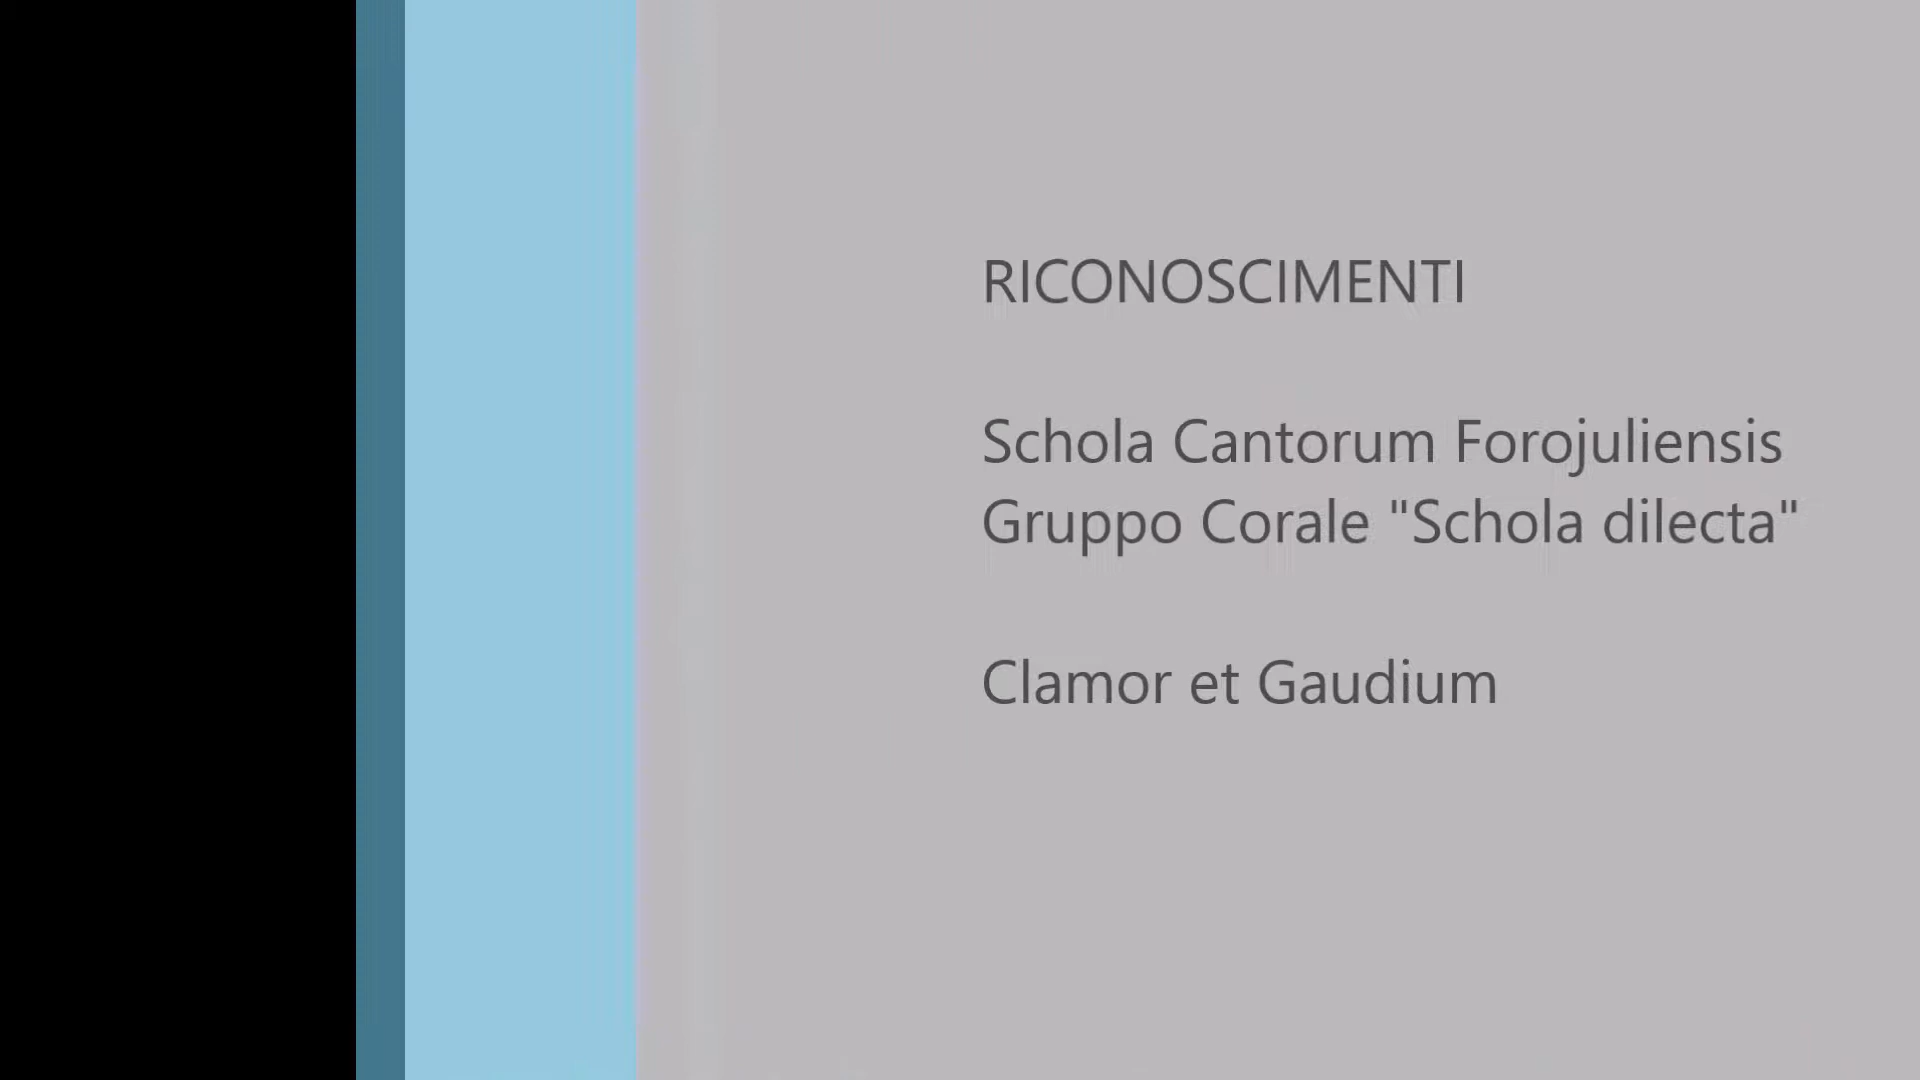 RICONOSCIMENTI
Schola Cantorum Forojuliensis
Gruppo Corale "Schola dilecta"
Clamor et Gaudium